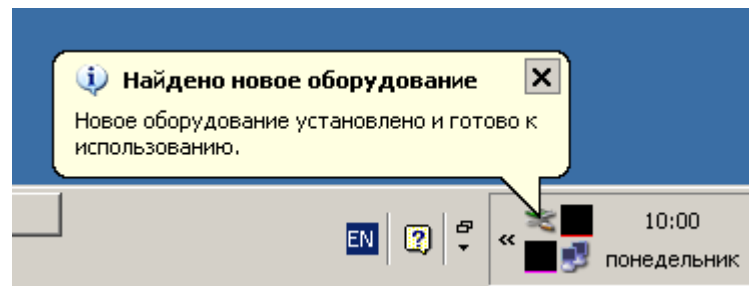 Найдено новое оборудование
Новое оборудование установлено и готово к
использованию.
EN
?
«
10:00
понедельник